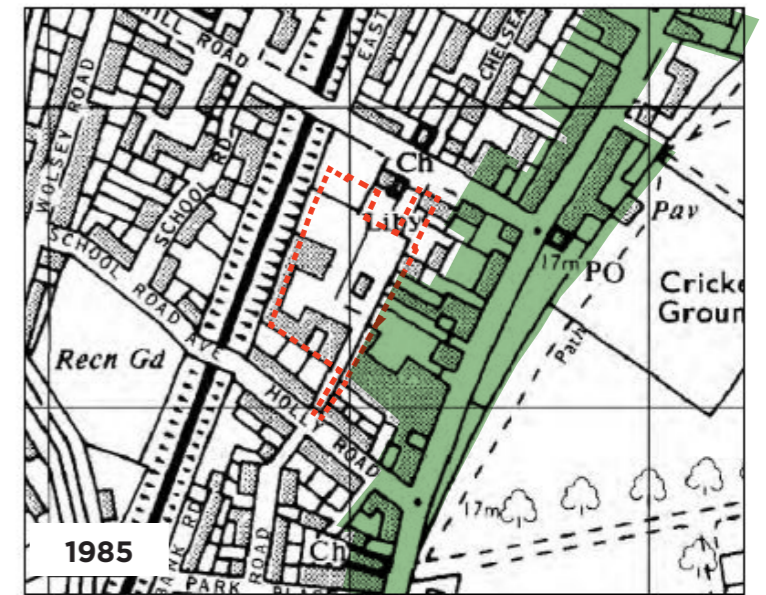 HILL ROAD
EAST
CHELSEA
WOLSEY ROAD
SCHOOL RD
Ch
Liby
Pav
17m
PO
Cricke
Groun
SCHOOL ROAD AVE
Path
Recn Gd
HOLLY ROAD
17m
1985
BANK RD
ROAD
Ch
PARK PLACE